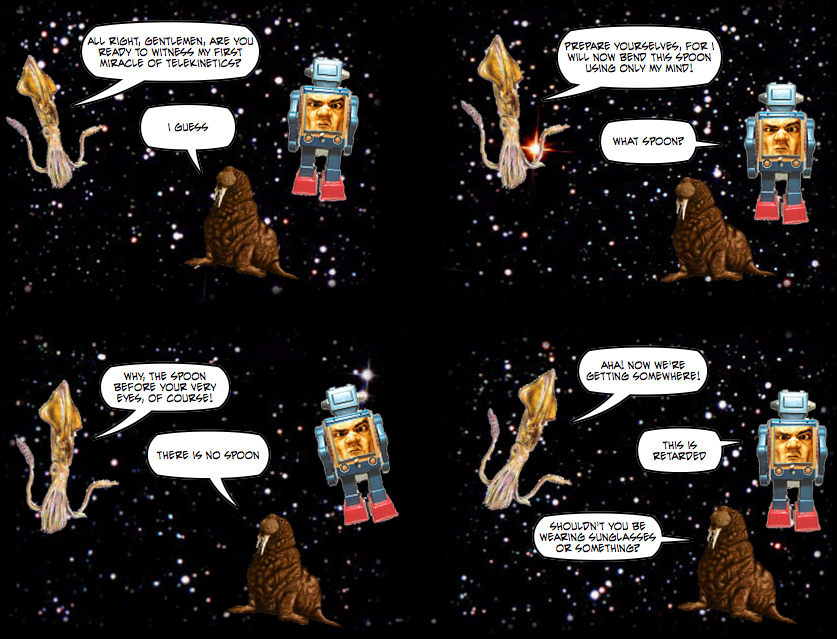 ALL RIGHT, GENTLEMEN, ARE YOU
READY TO WITNESS MY FIRST
MIRACLE OF TELEKINETICS?
I GUESS
PREPARE YOURSELVES, FOR I
WILL NOW BEND THIS SPOON
USING ONLY MY MIND!
WHAT SPOON?
WHY, THE SPOON
BEFORE YOUR VERY
EYES, OF COURSE!
THERE IS NO SPOON
AHA! NOW WE'RE
GETTING SOMEWHERE!
THIS IS
RETARDED
SHOULDN'T YOU BE
WEARING SUNGLASSES
OR SOMETHING?